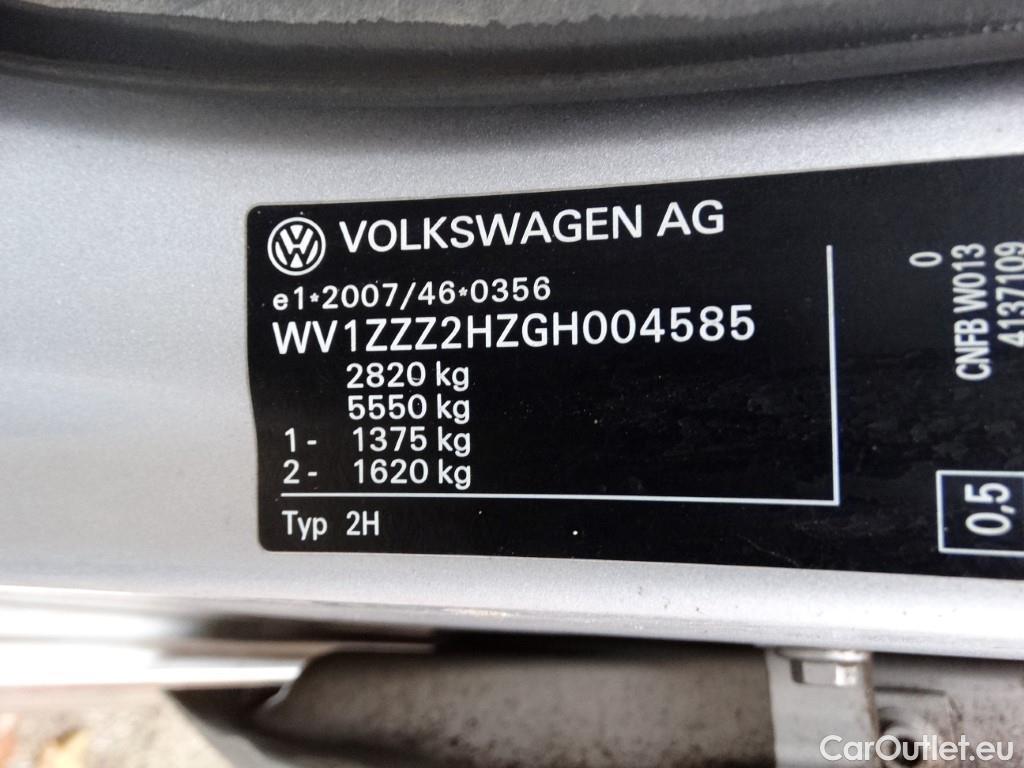 VOLKSWAGEN AG
e1*2007/46*0356
WV1ZZZ2HZGH004585
2820 kg
5550 kg
1- 1375 kg
2- 1620 kg
Typ 2H
0
CNFB W013
4137109
0,5
CarOutlet.eu